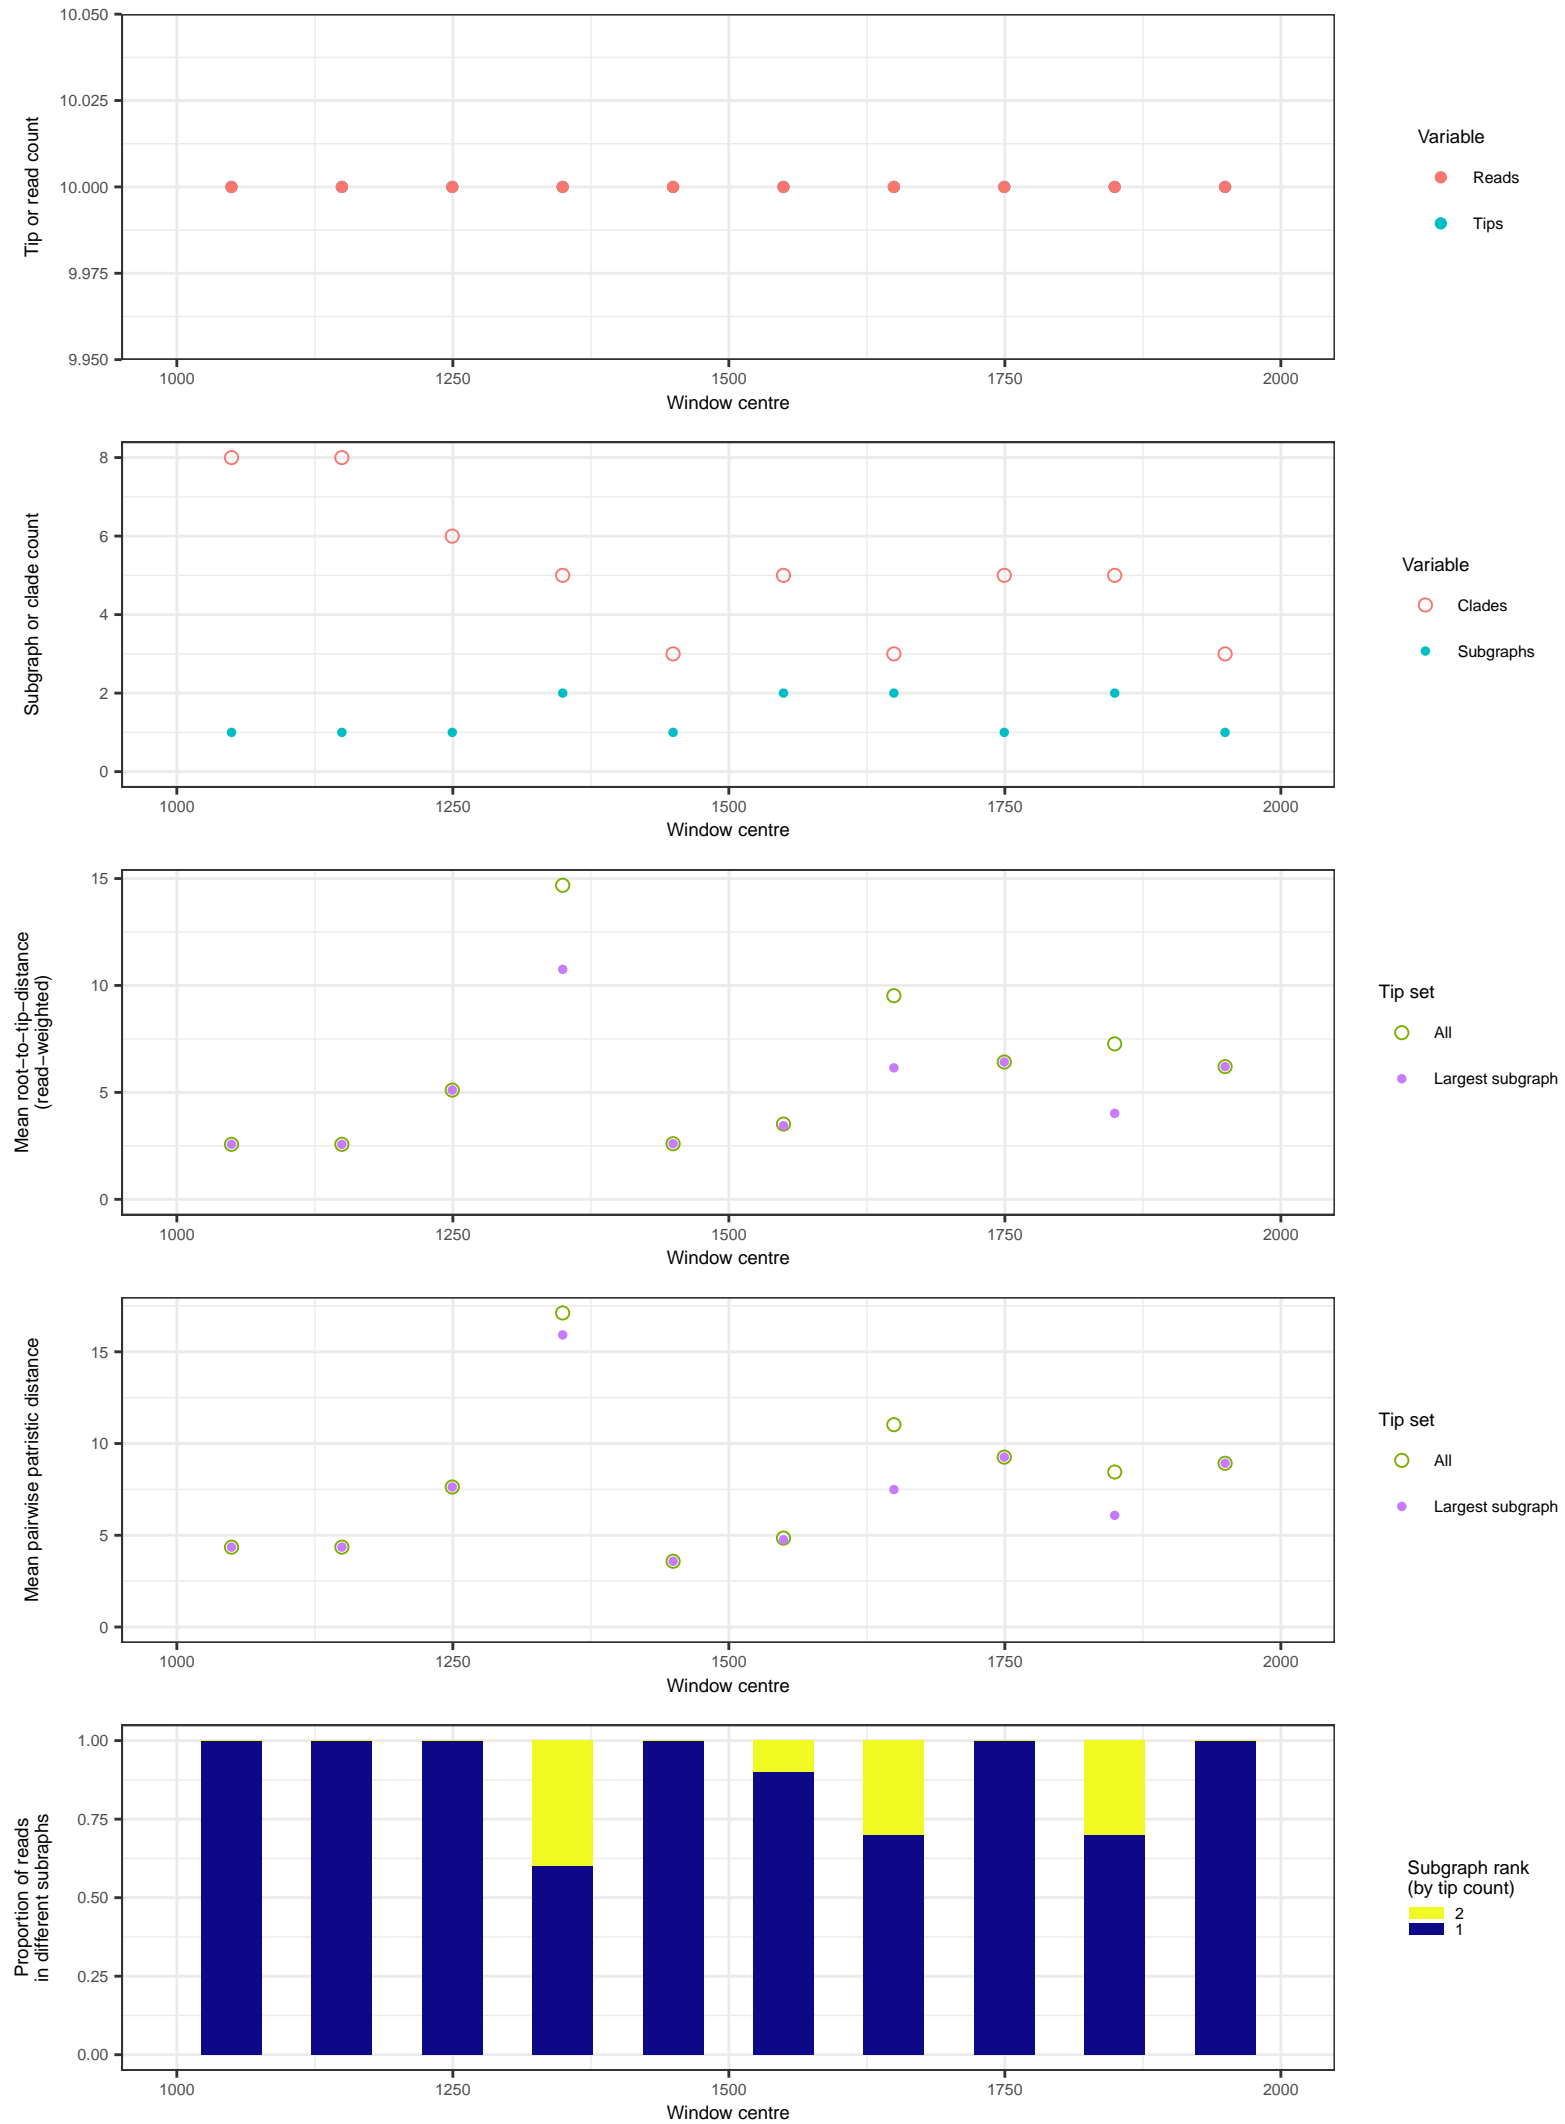 10.050
10.025
10.000
9.975
9.950
Tip or read count
1000 1250 1500 1750 2000
Window centre
Variable
Reads
Tips
8
6
4
2
0
Subgraph or clade count
1000 1250 1500 1750 2000
Window centre
Variable
Clades
Subgraphs
15
10
5
0
Mean root−to−tip−distance
(read−weighted)
1000 1250 1500 1750 2000
Window centre
Tip set
All
Largest subgraph
15
10
5
0
Mean pairwise patristic distance
1000 1250 1500 1750 2000
Window centre
Tip set
All
Largest subgraph
1.00
0.75
0.50
0.25
0.00
Proportion of reads
in different subraphs
1000 1250 1500 1750 2000
Window centre
Subgraph rank
(by tip count)
2
1